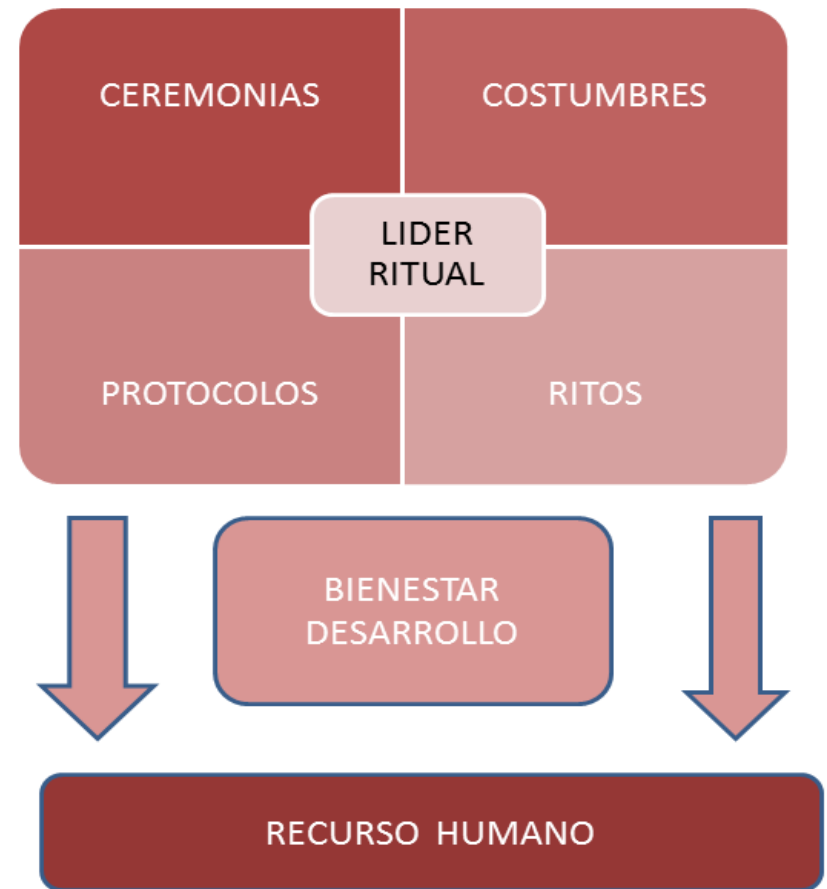 CEREMONIAS
COSTUMBRES
LIDER
RITUAL
PROTOCOLOS
RITOS
BIENESTAR
DESARROLLO
RECURSO HUMANO